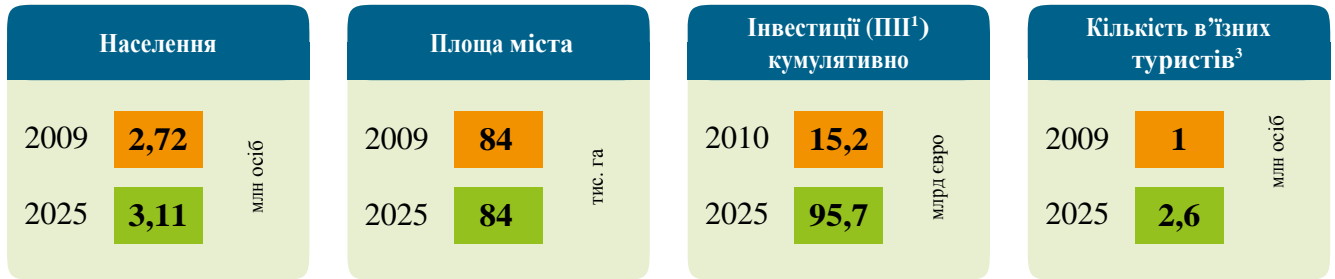 Населення
2009 2,72
2025 3,11
млн осіб
Площа міста
2009 84
2025 84
тис. га
Інвестиції (ПІІ¹)
кумулятивно
2010 15,2
2025 95,7
млрд євро
Кількість в’їзних
туристів³
2009 1
2025 2,6
млн осіб